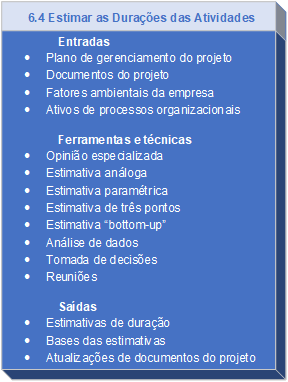 6.4 Estimar as Durações das Atividades
Entradas
• Plano de gerenciamento do projeto
• Documentos do projeto
• Fatores ambientais da empresa
• Ativos de processos organizacionais
Ferramentas e técnicas
• Opinião especializada
• Estimativa análoga
• Estimativa paramétrica
• Estimativa de três pontos
• Estimativa “bottom-up”
• Análise de dados
• Tomada de decisões
• Reuniões
Saídas
• Estimativas de duração
• Bases das estimativas
• Atualizações de documentos do projeto